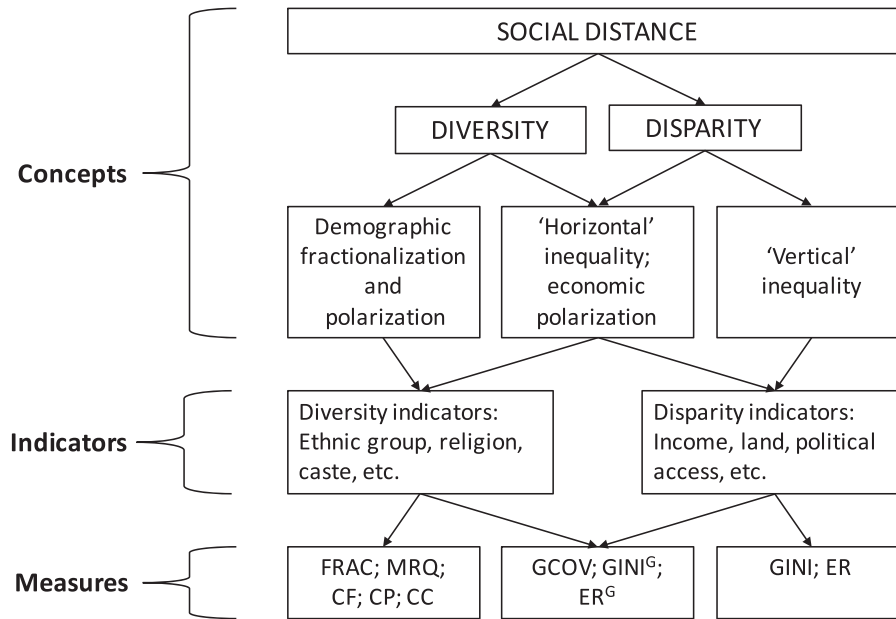 SOCIAL DISTANCE
DIVERSITY
DISPARITY
Concepts
Demographic
fractionalization
and
polarization
‘Horizontal’
inequality;
economic
polarization
‘Vertical’
inequality
Indicators
Diversity indicators:
Ethnic group, religion,
caste, etc.
Disparity indicators:
Income, land, political
access, etc.
Measures
FRAC; MRQ;
CF; CP; CC
GCOV; GINIᴳ;
ERᴳ
GINI; ER